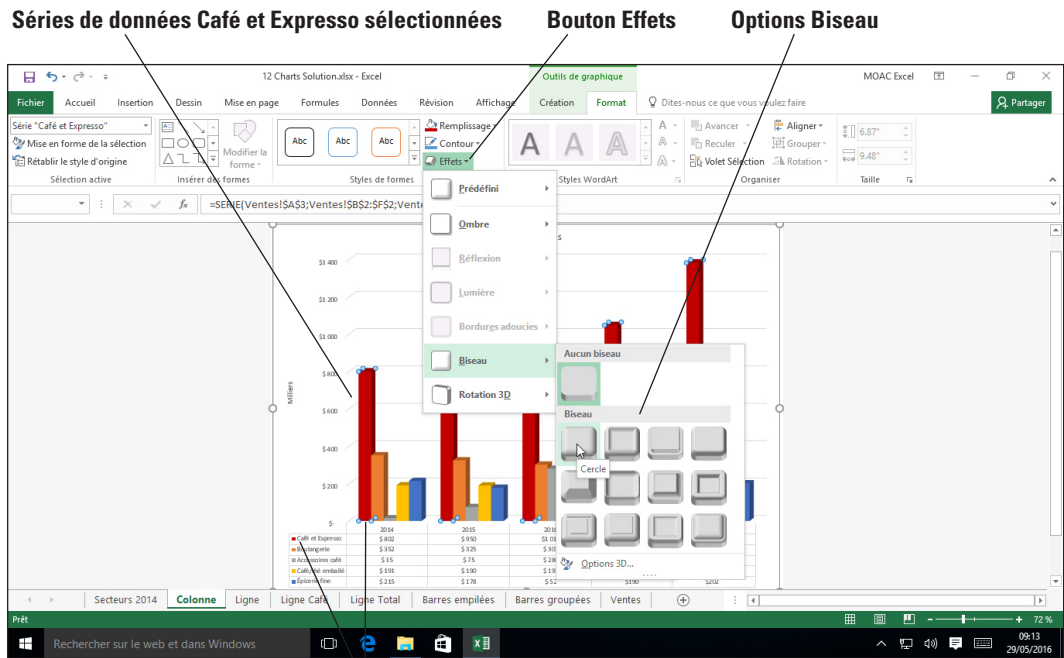 Séries de données Café et Expresso sélectionnées Bouton Effets Options Biseau
12 Charts Solution.xlsx - Excel Outils de graphique MOAC Excel
Fichier Accueil Insertion Dessin Mise en page Formules Données Révision Affichage Création Format Dites-nous ce que vous voulez faire Partager
Série "Café et Expresso" Remplissage A Avancer Aligner 6.87"
Mise en forme de la sélection Modifier la forme Abc Abc Abc Contour A A A A Reculer Grouper
Rétablir le style d'origine Effets A Volet Sélection Rotation 9.48"
Sélection active Insérer des formes Styles de formes Styles WordArt Organiser Taille
fx =SERIE(Ventes!$A$3;Ventes!$B$2:$F$2;Vente
Prédéfini
Ombre
Réflexion
Lumière
Bordurgs adoucies
Biseau
Rotation 3D
Aucun biseau
Biseau
Cercle
Options 3D...
s
$1 400
$1 200
$1 000
$ 800
$ 600
$ 400
$ 200
$-
Milliers
2014 2015
Café et Expresso $ 802 $ 950
Boulangerie $ 352 $ 325
Accessoires café $ 15 $ 75
Café/thé emballé $ 191 $ 190
Épicerie fine $ 215 $ 178 $ 52 $190 $202
Secteurs 2014 Colonne Ligne Ligne Café Ligne Total Barres empilées Barres groupées Ventes
Prêt 72 %
Rechercher sur le web et dans Windows 09:13
29/05/2016